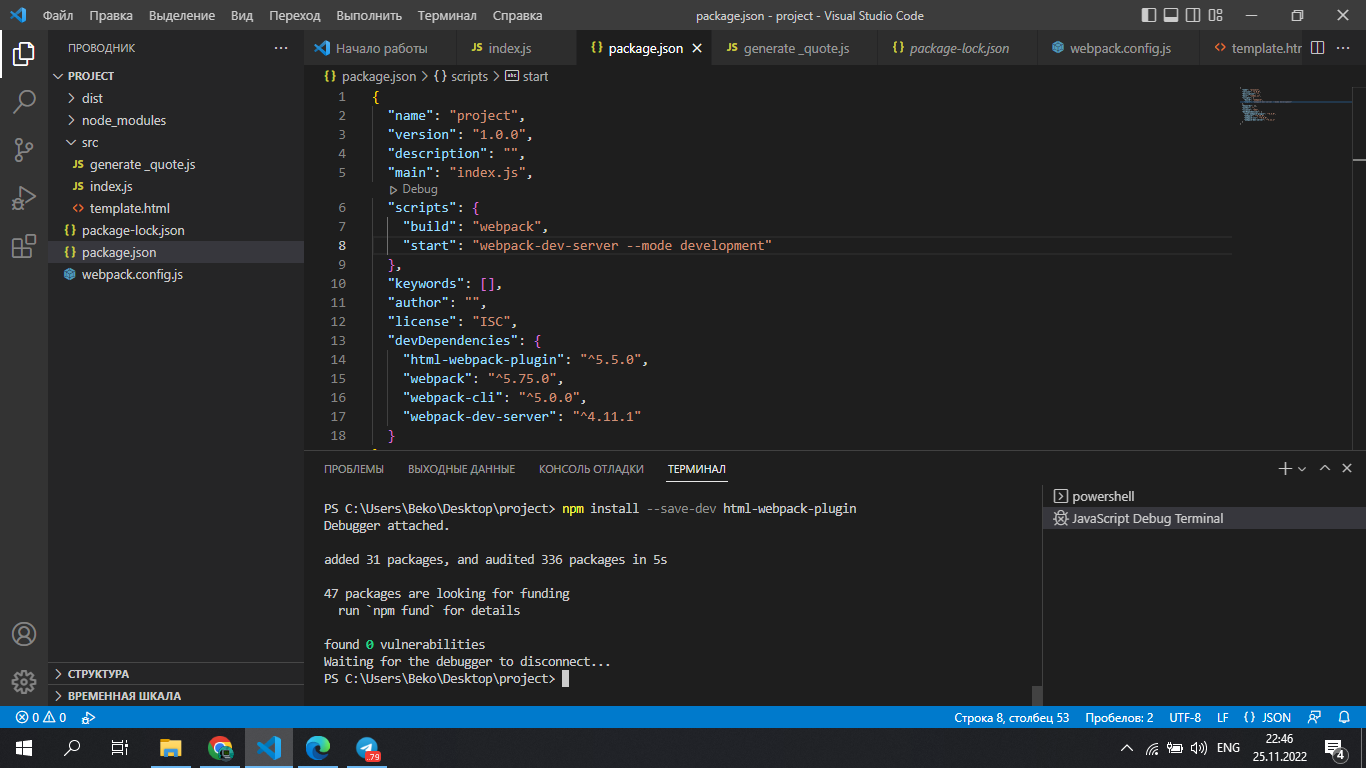 Файл Правка Выделение Вид Переход Выполнить Терминал Справка package.json - project - Visual Studio Code
ПРОВОДНИК
PROJECT
dist
node_modules
src
generate _quote.js
index.js
template.html
package-lock.json
package.json
webpack.config.js
СТРУКТУРА
ВРЕМЕННАЯ ШКАЛА
Начало работы JS index.js {} package.json JS generate _quote.js {} package-lock.json webpack.config.js <> template.htr
{} package.json > {} scripts > abc start
1 {
2 "name": "project",
3 "version": "1.0.0",
4 "description": "",
5 "main": "index.js",
Debug
6 "scripts": {
7 "build": "webpack",
8 "start": "webpack-dev-server --mode development"
9 },
10 "keywords": [],
11 "author": "",
12 "license": "ISC",
13 "devDependencies": {
14 "html-webpack-plugin": "^5.5.0",
15 "webpack": "^5.75.0",
16 "webpack-cli": "^5.0.0",
17 "webpack-dev-server": "^4.11.1"
18 }
ПРОБЛЕМЫ ВЫХОДНЫЕ ДАННЫЕ КОНСОЛЬ ОТЛАДКИ ТЕРМИНАЛ
PS C:\Users\Beko\Desktop\project> npm install --save-dev html-webpack-plugin
Debugger attached.
added 31 packages, and audited 336 packages in 5s
47 packages are looking for funding
run `npm fund` for details
found 0 vulnerabilities
Waiting for the debugger to disconnect...
PS C:\Users\Beko\Desktop\project>
powershell
JavaScript Debug Terminal
0 0 Строка 8, столбец 53 Пробелов: 2 UTF-8 LF {} JSON
79 ENG 22:46
25.11.2022 4